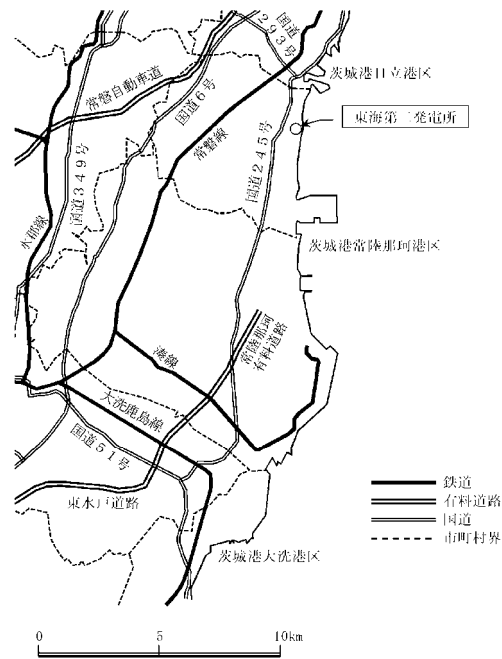 国道293号
茨城港日立港区
常磐自動車道
国道6号
東海第二発電所
常磐線
国道245号
国道349号
水郡線
茨城港常陸那珂港区
常陸那珂
有料道路
湊線
大洗鹿島線
国道51号
東水戸道路
茨城港大洗港区
鉄道
有料道路
国道
市町村界
0 5 10km